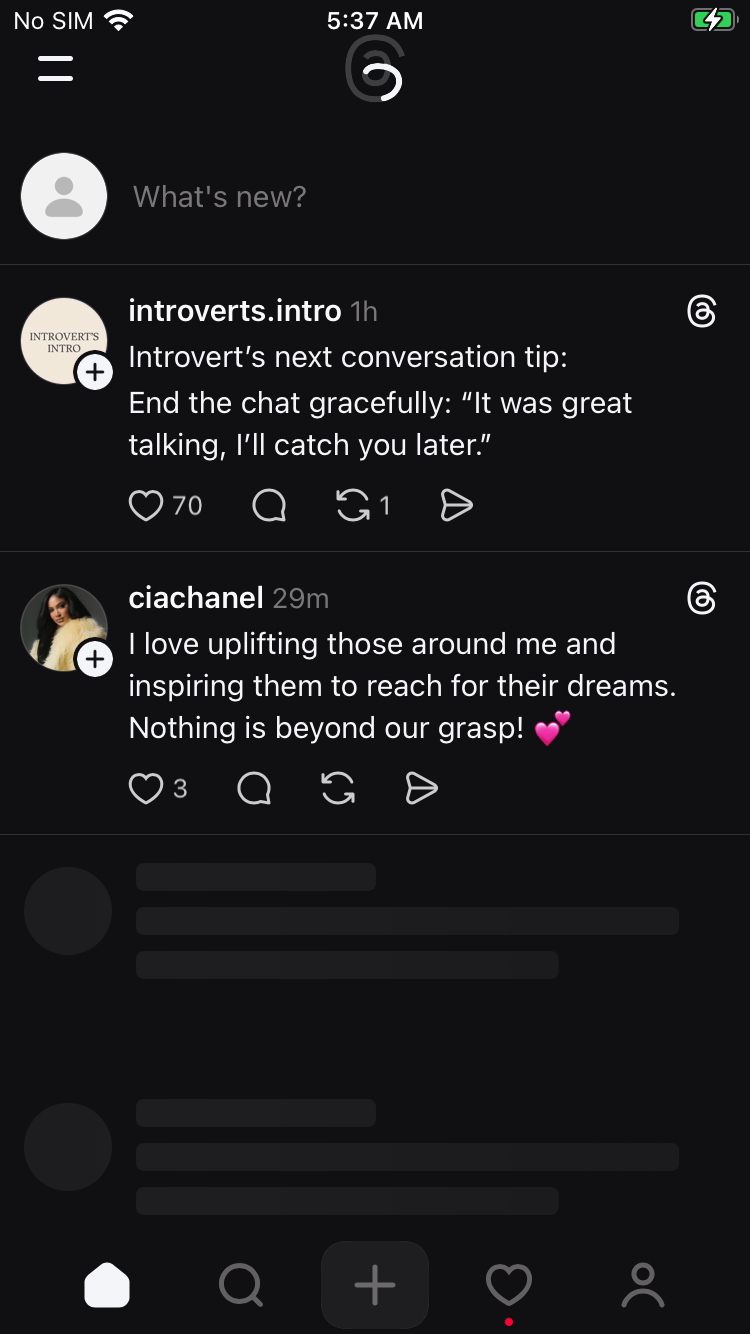 No SIM 5:37 AM
What's new?
introverts.intro 1h
INTROVERT'S
INTRO
Introvert’s next conversation tip:
End the chat gracefully: “It was great
talking, I’ll catch you later.”
70 1
ciachanel 29m
I love uplifting those around me and
inspiring them to reach for their dreams.
Nothing is beyond our grasp! 💕
3